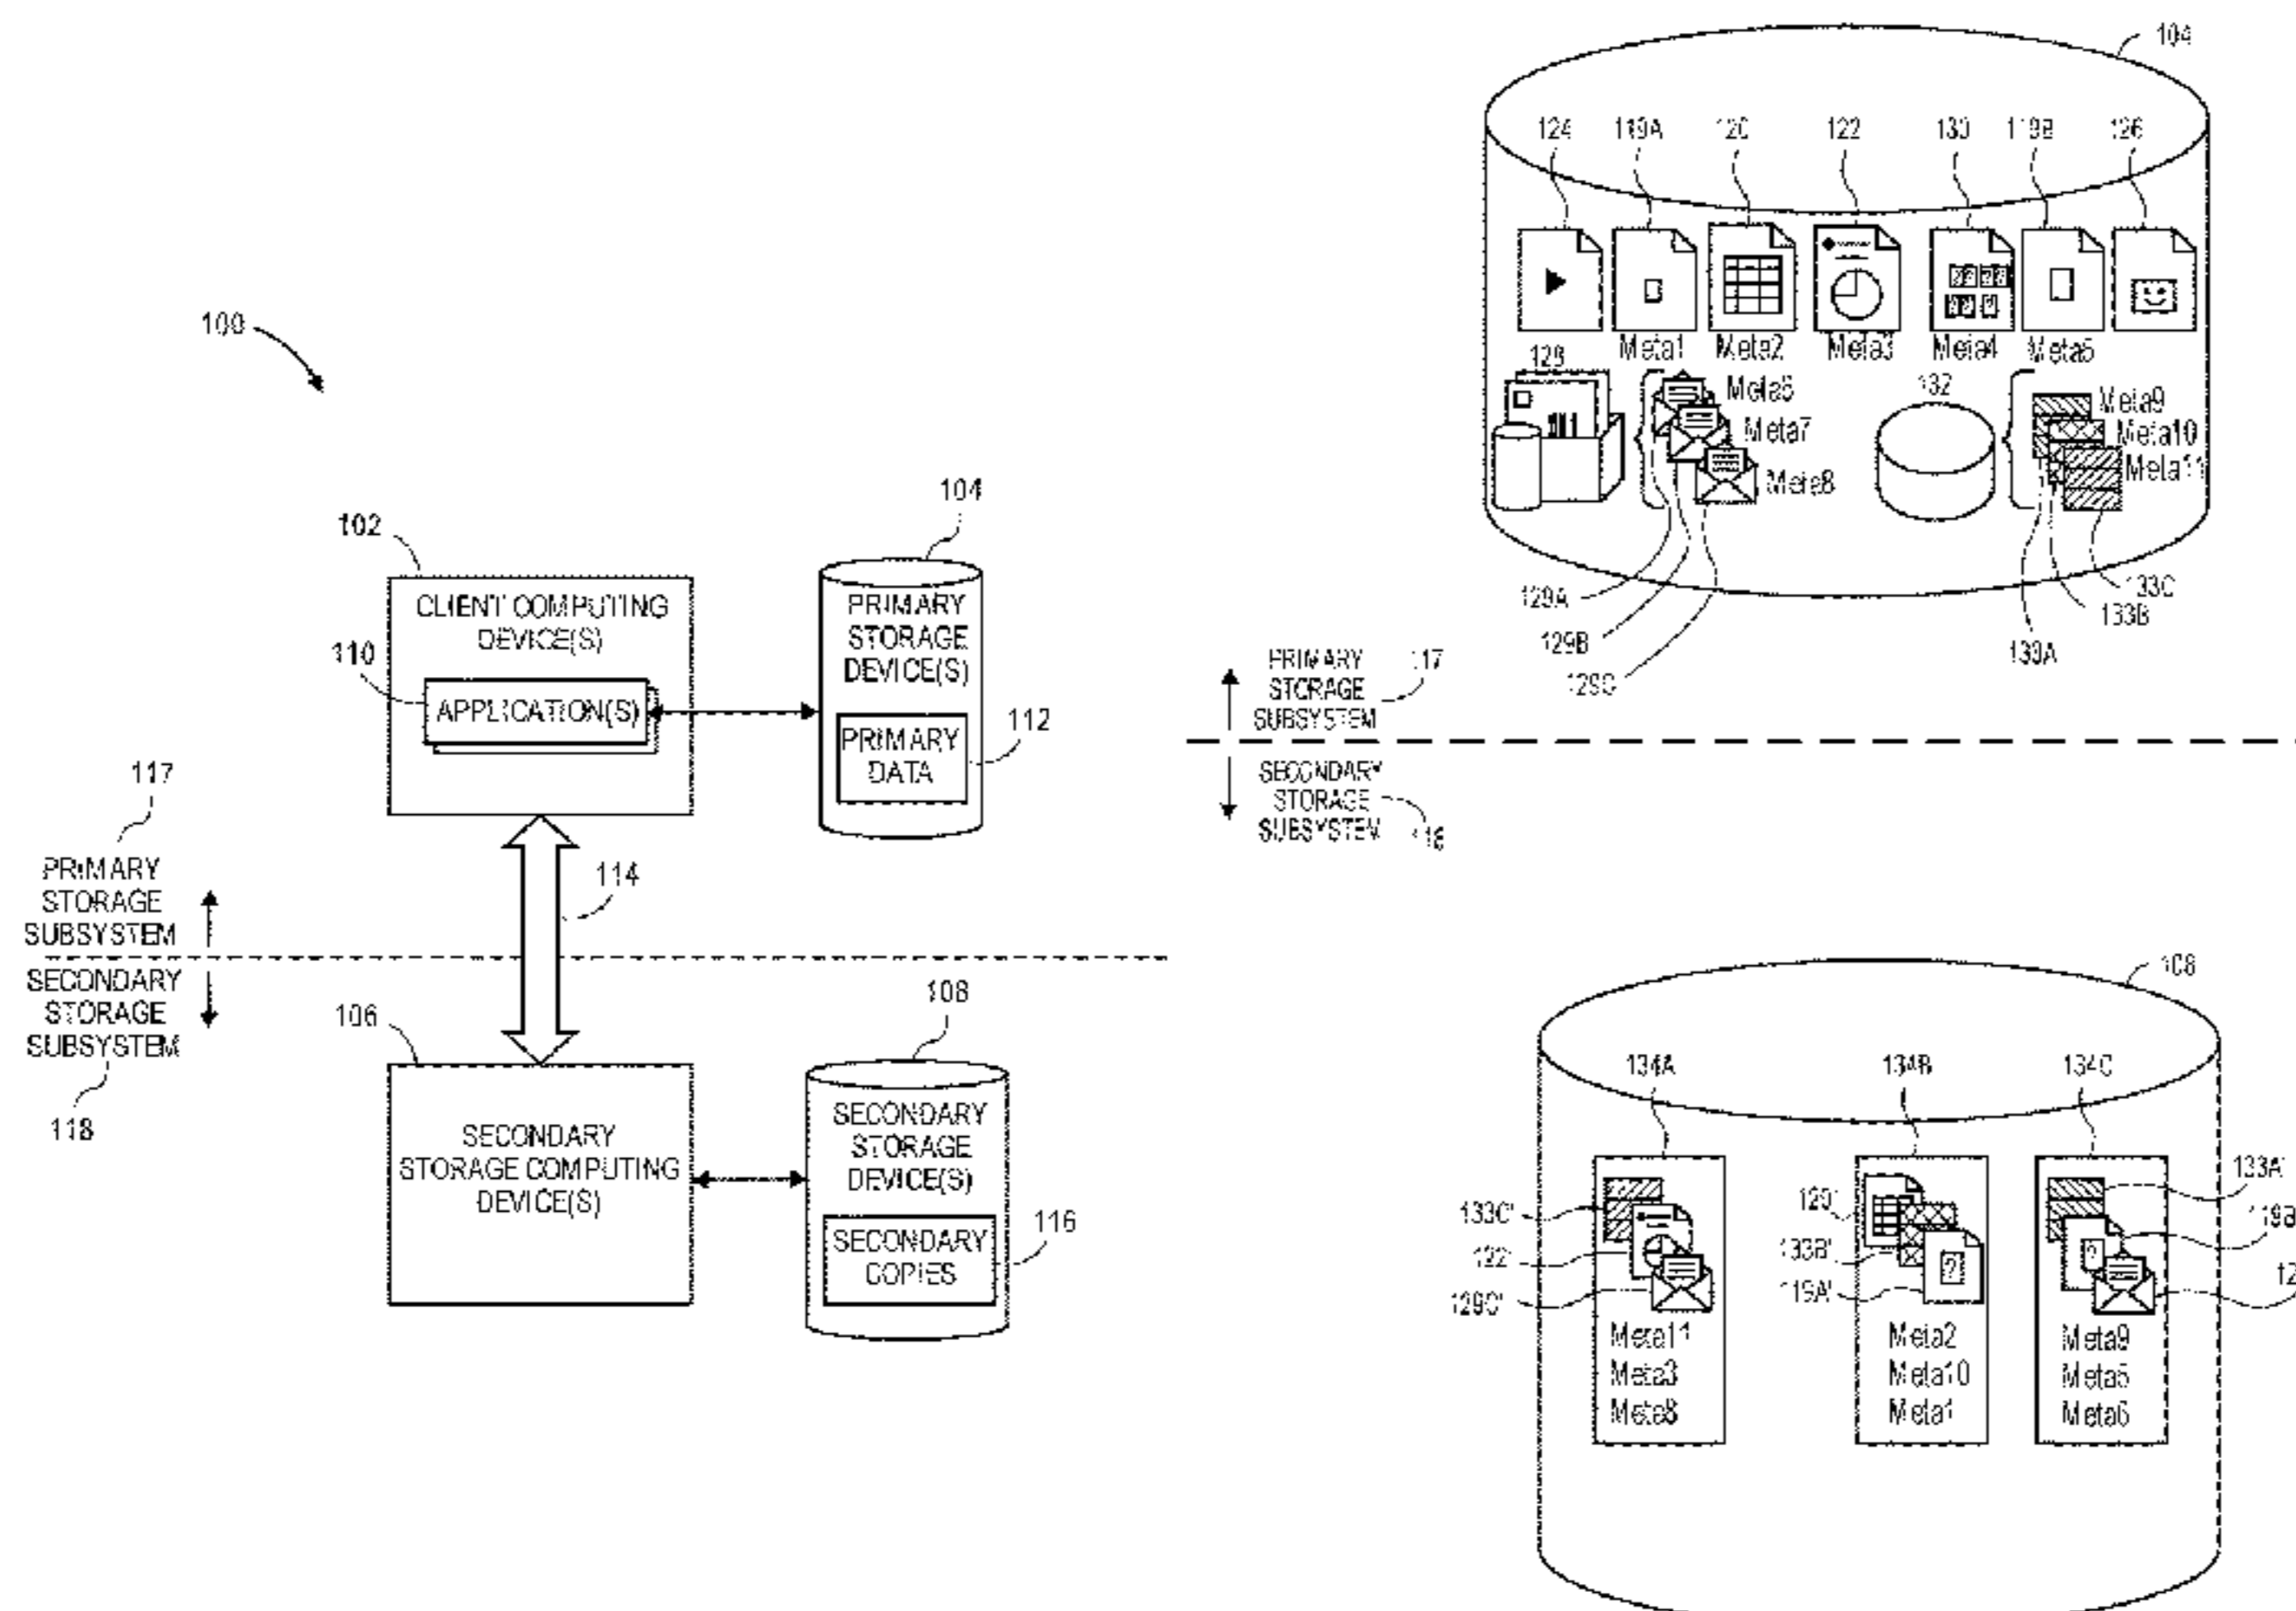 100
102
CLIENT COMPUTING
DEVICE(S)
110
APPLICATION(S)
104
PRIMARY
STORAGE
DEVICE(S)
PRIMARY
DATA
112
117
PRIMARY
STORAGE
SUBSYSTEM
114
SECONDARY
STORAGE
SUBSYSTEM
118
106
SECONDARY
STORAGE COMPUTING
DEVICE(S)
108
SECONDARY
STORAGE
DEVICE(S)
SECONDARY
COPIES
116
104
124 119A 120 122 130 119B 126
Meta1 Meta2 Meta3 Meta4 Meta5
128
Meta6
Meta7
Meta8
132
Meta9
Meta10
Meta11
129A
129B
129C
133C
133B
133A
PRIMARY
STORAGE
SUBSYSTEM
117
SECONDARY
STORAGE
SUBSYSTEM
118
108
134A 134B 134C
133C'
122'
129C'
Meta11
Meta3
Meta8
120'
133B'
119A'
Meta2
Meta10
Meta1
133A'
Meta9
Meta5
Meta6